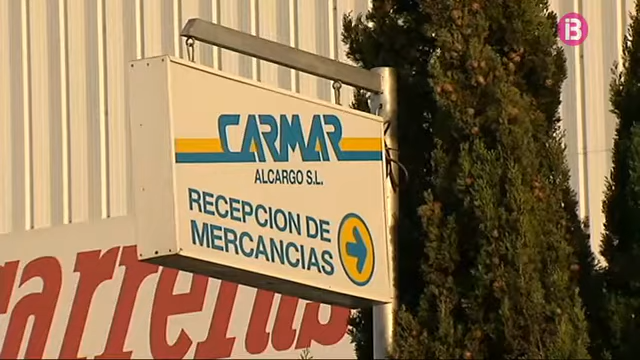 IB
CARMAR
ALCARGO S.L.
RECEPCION DE
MERCANCIAS